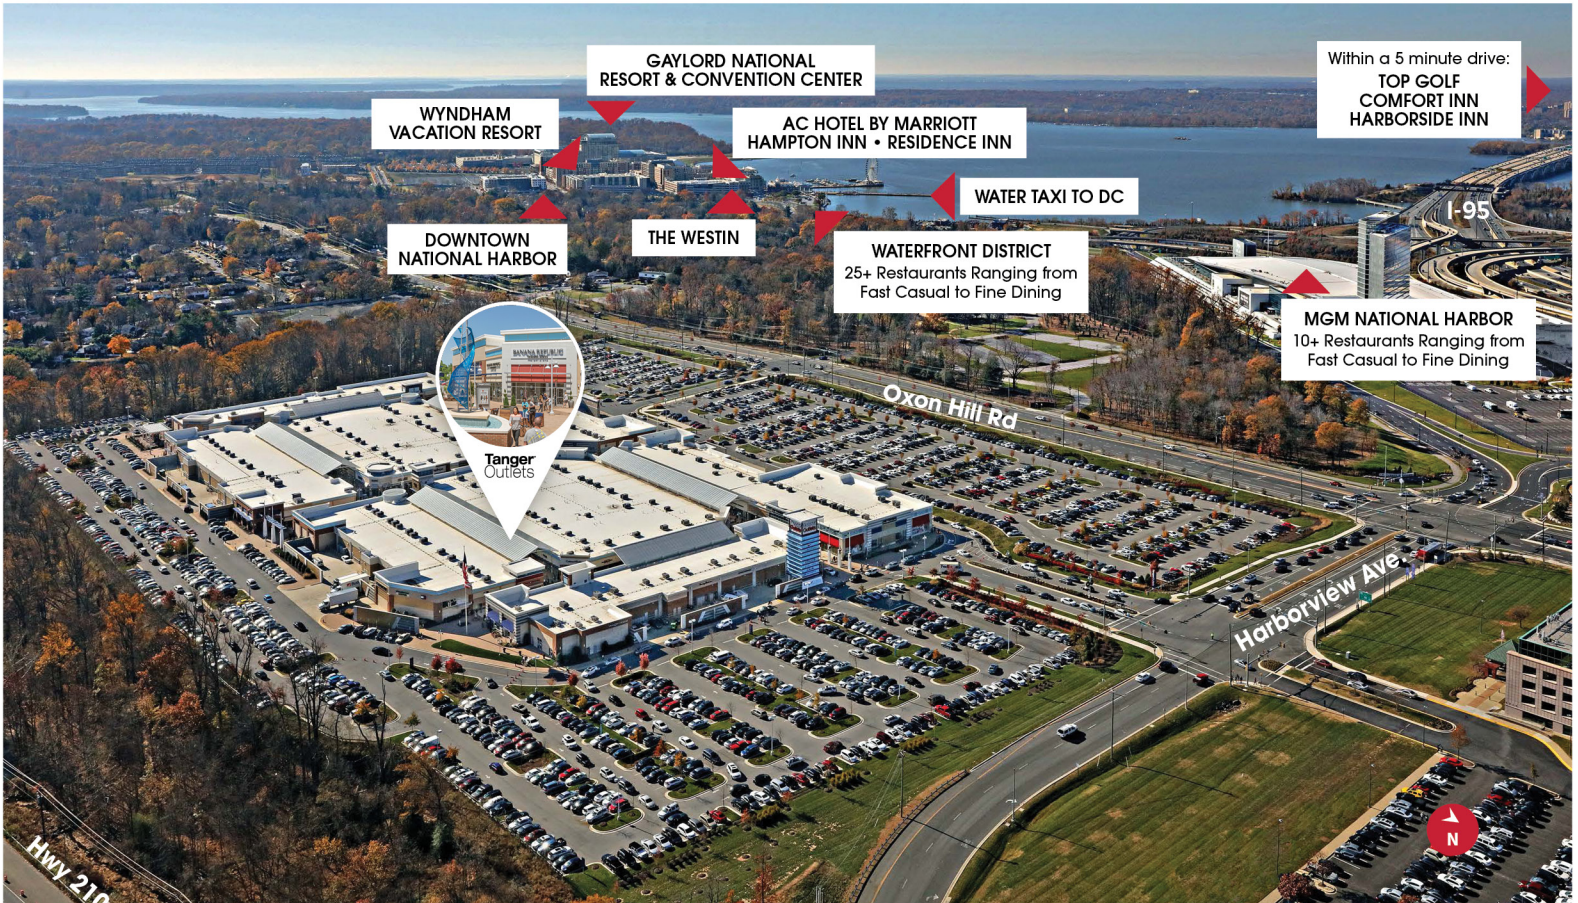 GAYLORD NATIONAL
RESORT & CONVENTION CENTER
Within a 5 minute drive:
TOP GOLF
COMFORT INN
HARBORSIDE INN
WYNDHAM
VACATION RESORT
AC HOTEL BY MARRIOTT
HAMPTON INN • RESIDENCE INN
WATER TAXI TO DC
I-95
DOWNTOWN
NATIONAL HARBOR
THE WESTIN
WATERFRONT DISTRICT
25+ Restaurants Ranging from
Fast Casual to Fine Dining
MGM NATIONAL HARBOR
10+ Restaurants Ranging from
Fast Casual to Fine Dining
BANANA REPUBLIC
Tanger
Outlets
Oxon Hill Rd
Harborview Ave
Hwy 210
N